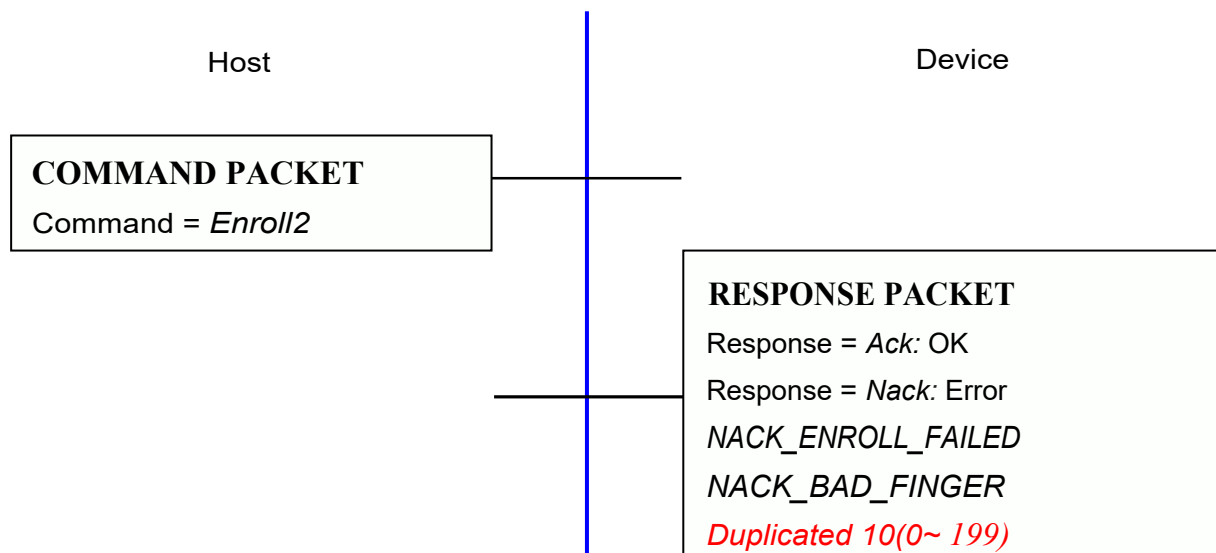 Host
Device
COMMAND PACKET
Command = Enroll2
RESPONSE PACKET
Response = Ack: OK
Response = Nack: Error
NACK_ENROLL_FAILED
NACK_BAD_FINGER
Duplicated 10(0~ 199)